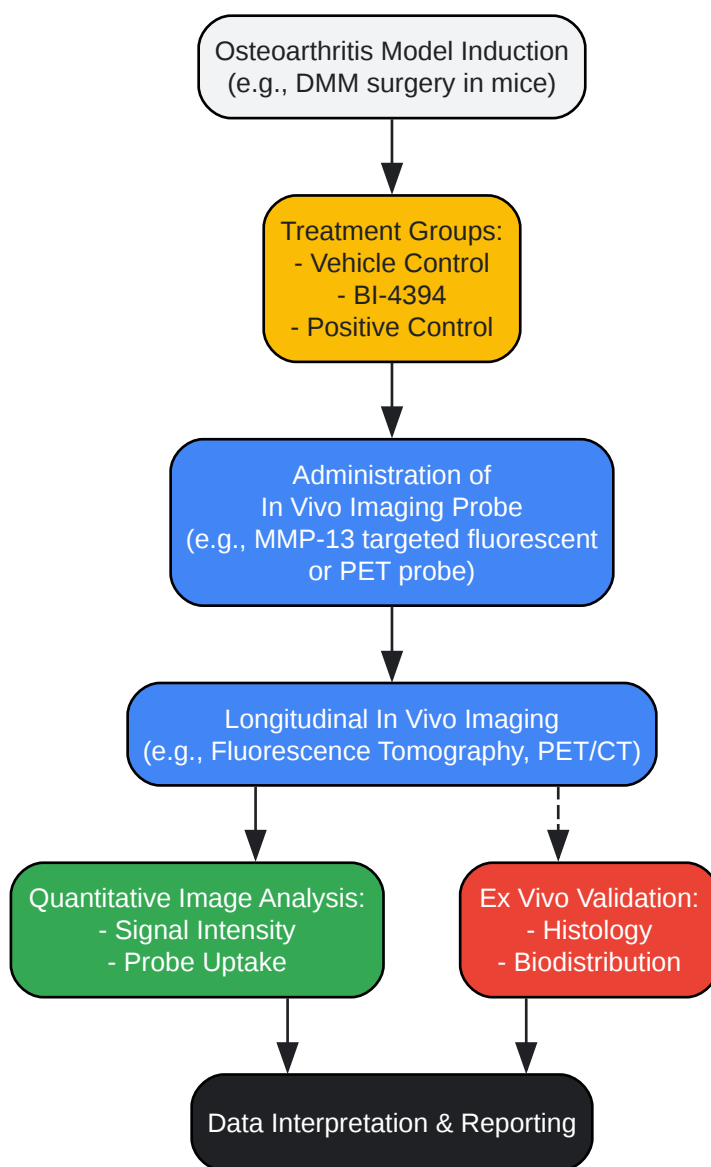 Osteoarthritis Model Induction
(e.g., DMM surgery in mice)
Treatment Groups:
- Vehicle Control
- BI-4394
- Positive Control
Administration of
In Vivo Imaging Probe
(e.g., MMP-13 targeted fluorescent
or PET probe)
Longitudinal In Vivo Imaging
(e.g., Fluorescence Tomography, PET/CT)
Quantitative Image Analysis:
- Signal Intensity
- Probe Uptake
Ex Vivo Validation:
- Histology
- Biodistribution
Data Interpretation & Reporting